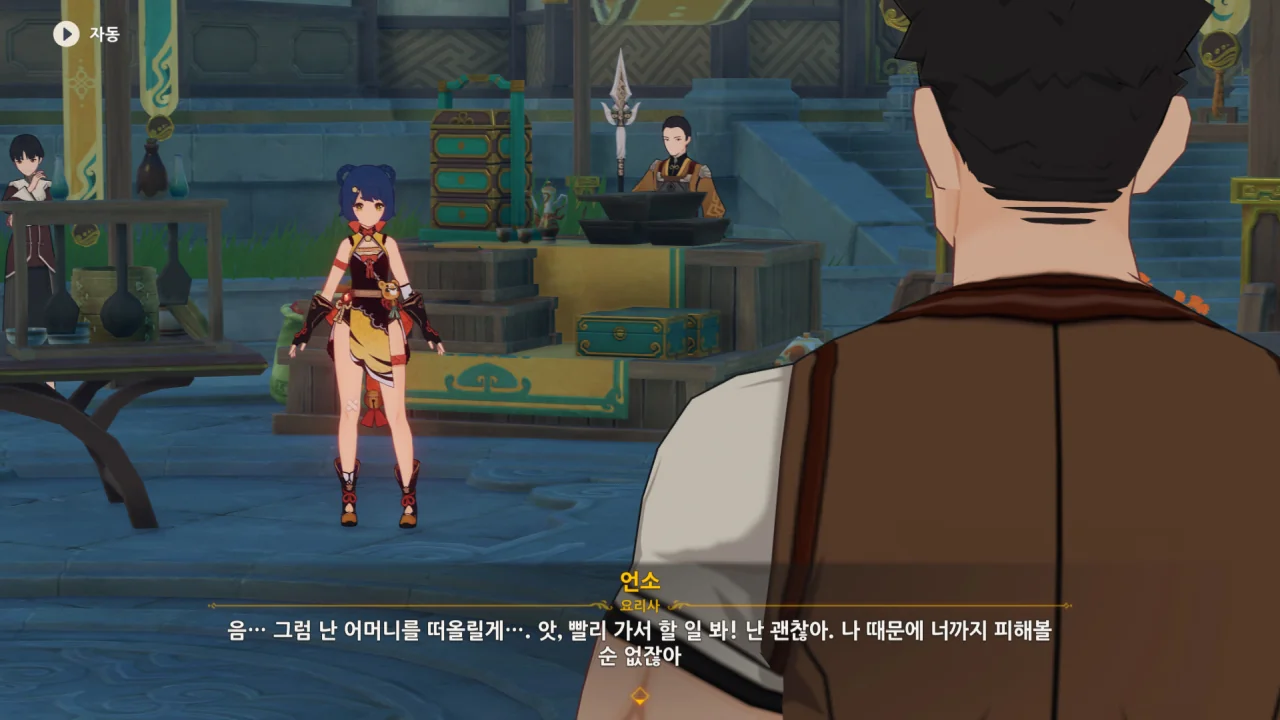 자동
언소
요리사
음… 그럼 난 어머니를 떠올릴게…. 앗, 빨리 가서 할 일 봐! 난 괜찮아. 나 때문에 너까지 피해볼
순 없잖아